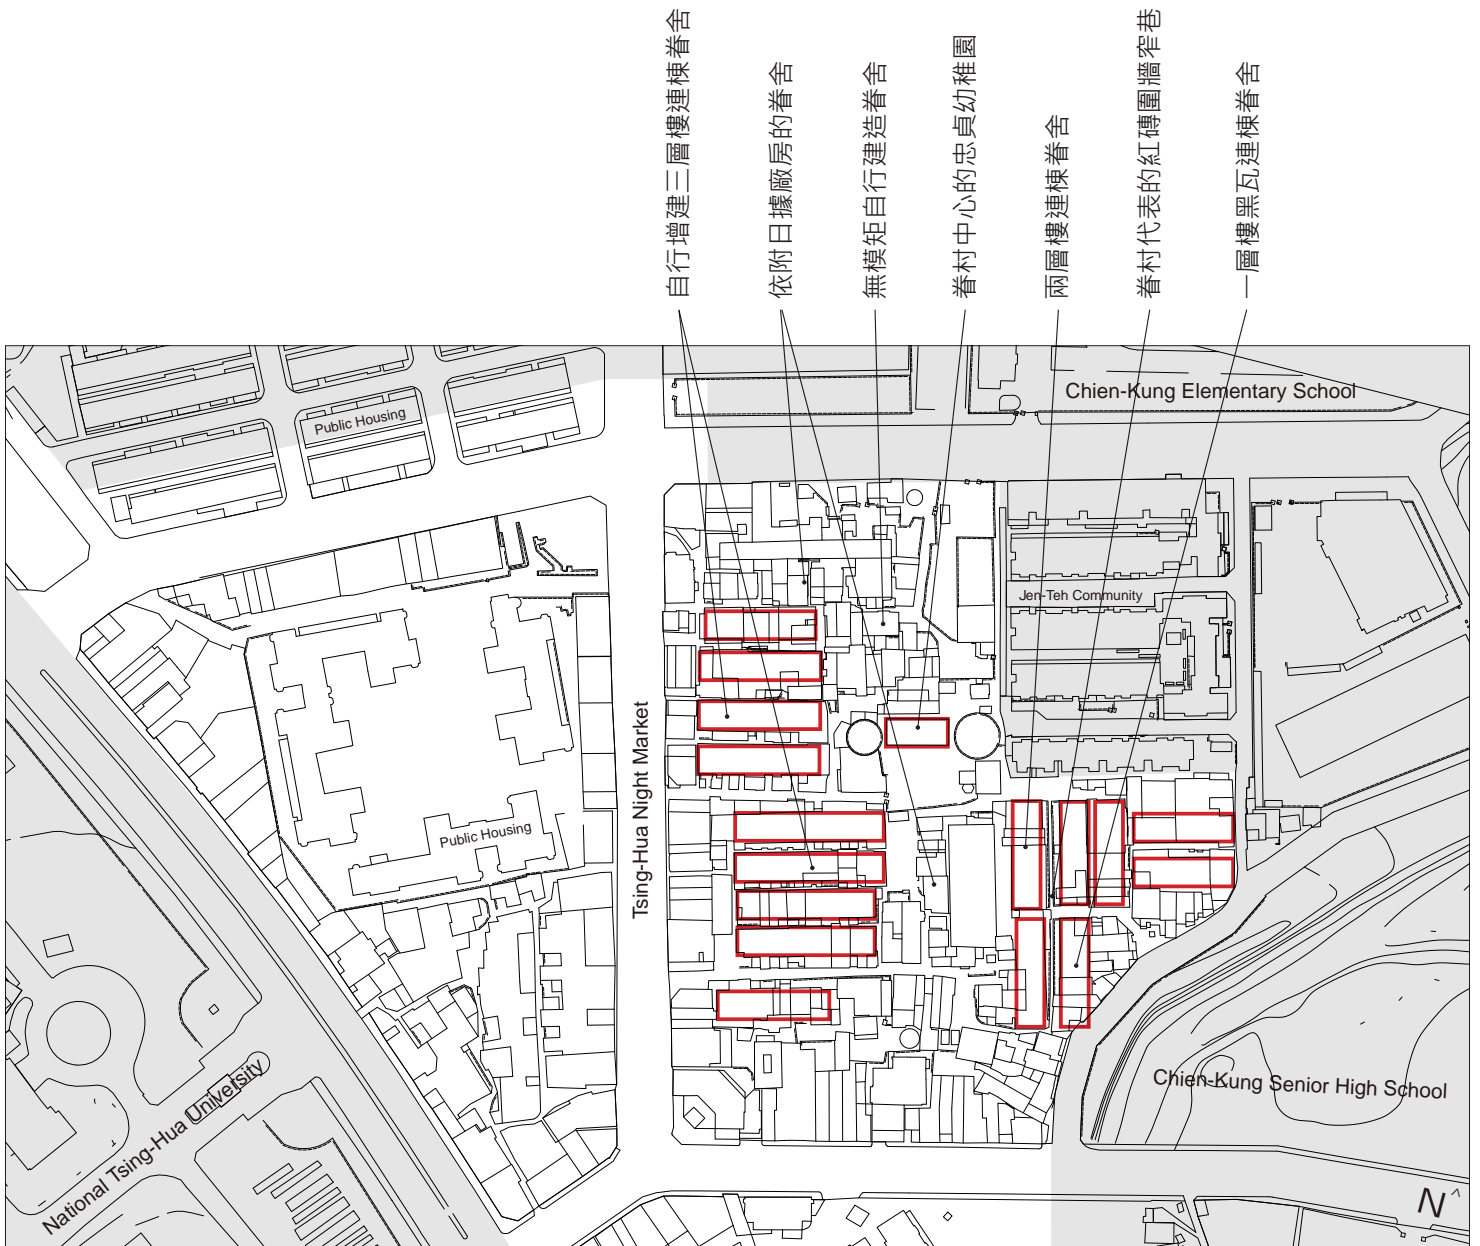 自行增建三層樓連棟眷舍
依附日據廠房的眷舍
無模矩自行建造眷舍
眷村中心的忠貞幼稚園
兩層樓連棟眷舍
眷村代表的紅磚圍牆窄巷
一層樓黑瓦連棟眷舍
Chien-Kung Elementary School
Public Housing
Jen-Teh Community
Tsing-Hua Night Market
Public Housing
National Tsing-Hua University
Chien-Kung Senior High School
N